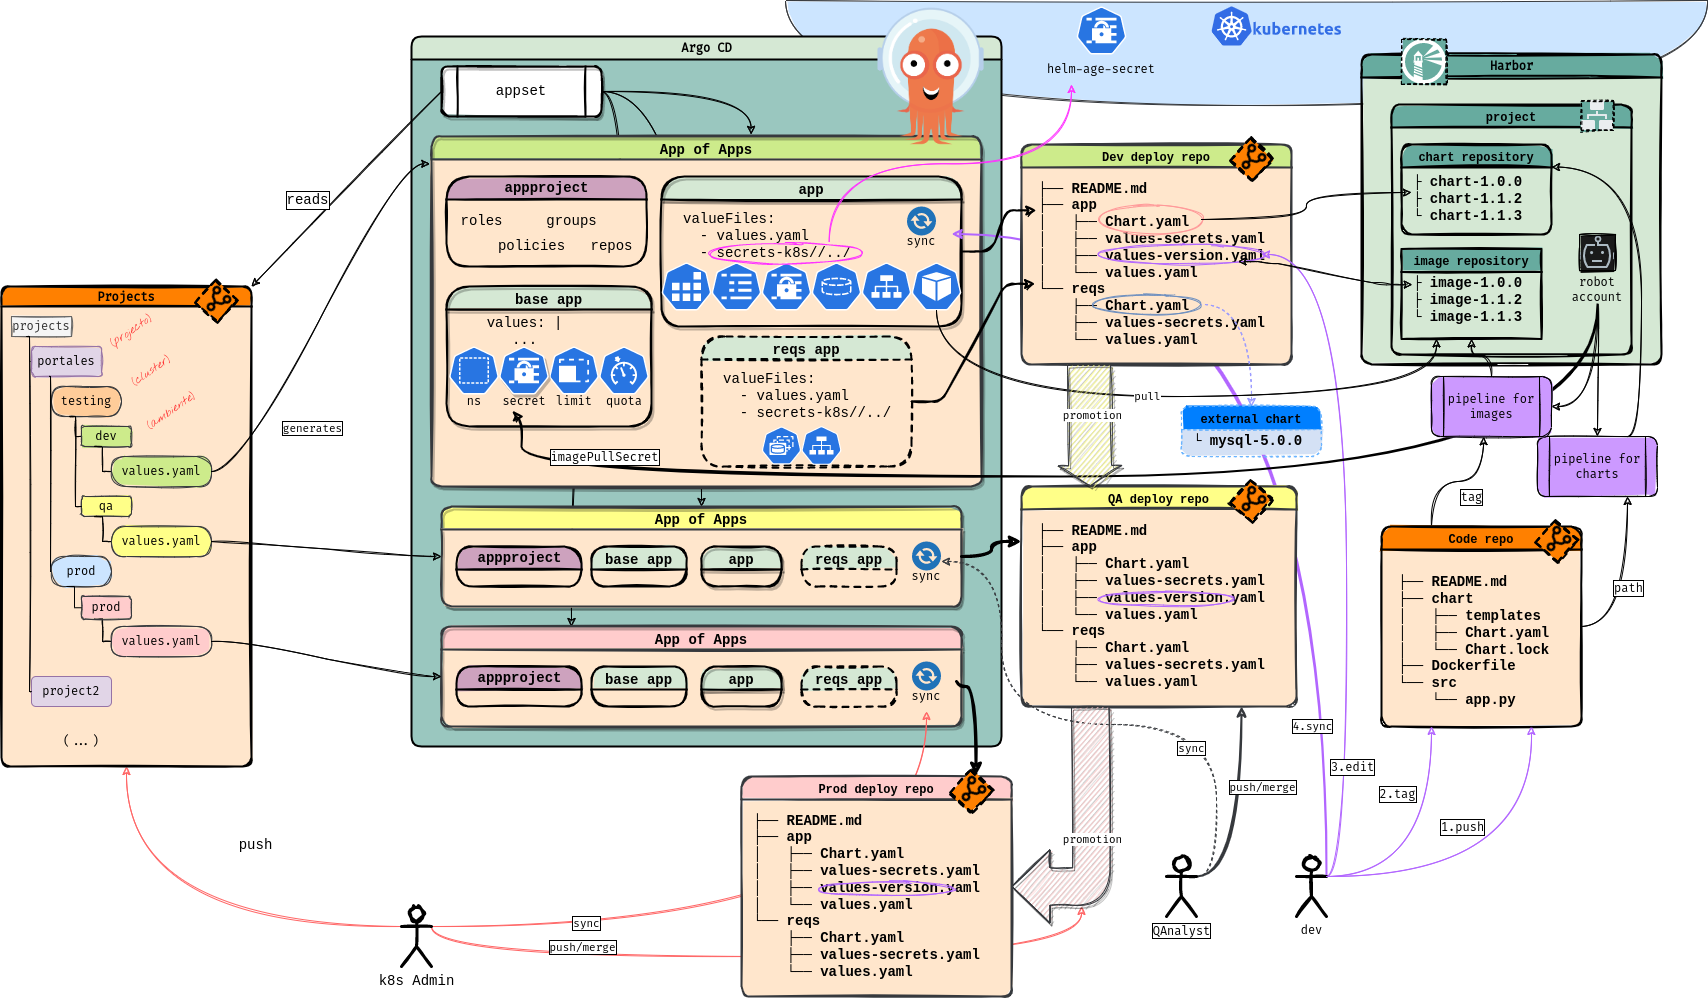 Argo CD
appset
reads
App of Apps
appproject
roles
groups
policies
repos
app
valueFiles:
- values.yaml
- secrets-k8s//../
sync
base app
values: |
...
ns
secret
limit
quota
reqs app
valueFiles:
- values.yaml
- secrets-k8s//../
imagePullSecret
generates
App of Apps
appproject
base app
app
reqs app
sync
App of Apps
appproject
base app
app
reqs app
sync
helm-age-secret
kubernetes
Projects
projects
portales
(projecto)
(cluster)
(ambiente)
testing
dev
values.yaml
qa
values.yaml
prod
prod
values.yaml
project2
(...)
push
k8s Admin
sync
push/merge
Dev deploy repo
├── README.md
├── app
│   ├── Chart.yaml
│   ├── values-secrets.yaml
│   ├── values-version.yaml
│   └── values.yaml
└── reqs
    ├── Chart.yaml
    ├── values-secrets.yaml
    └── values.yaml
promotion
pull
external chart
└ mysql-5.0.0
QA deploy repo
├── README.md
├── app
│   ├── Chart.yaml
│   ├── values-secrets.yaml
│   ├── values-version.yaml
│   └── values.yaml
└── reqs
    ├── Chart.yaml
    ├── values-secrets.yaml
    └── values.yaml
promotion
Prod deploy repo
├── README.md
├── app
│   ├── Chart.yaml
│   ├── values-secrets.yaml
│   ├── values-version.yaml
│   └── values.yaml
└── reqs
    ├── Chart.yaml
    ├── values-secrets.yaml
    └── values.yaml
sync
push/merge
QAnalyst
dev
4.sync
3.edit
2.tag
1.push
Harbor
project
chart repository
├ chart-1.0.0
├ chart-1.1.2
└ chart-1.1.3
image repository
├ image-1.0.0
├ image-1.1.2
└ image-1.1.3
robot
account
pipeline for
images
pipeline for
charts
tag
path
Code repo
├── README.md
├── chart
│   ├── templates
│   ├── Chart.yaml
│   └── Chart.lock
├── Dockerfile
└── src
    └── app.py